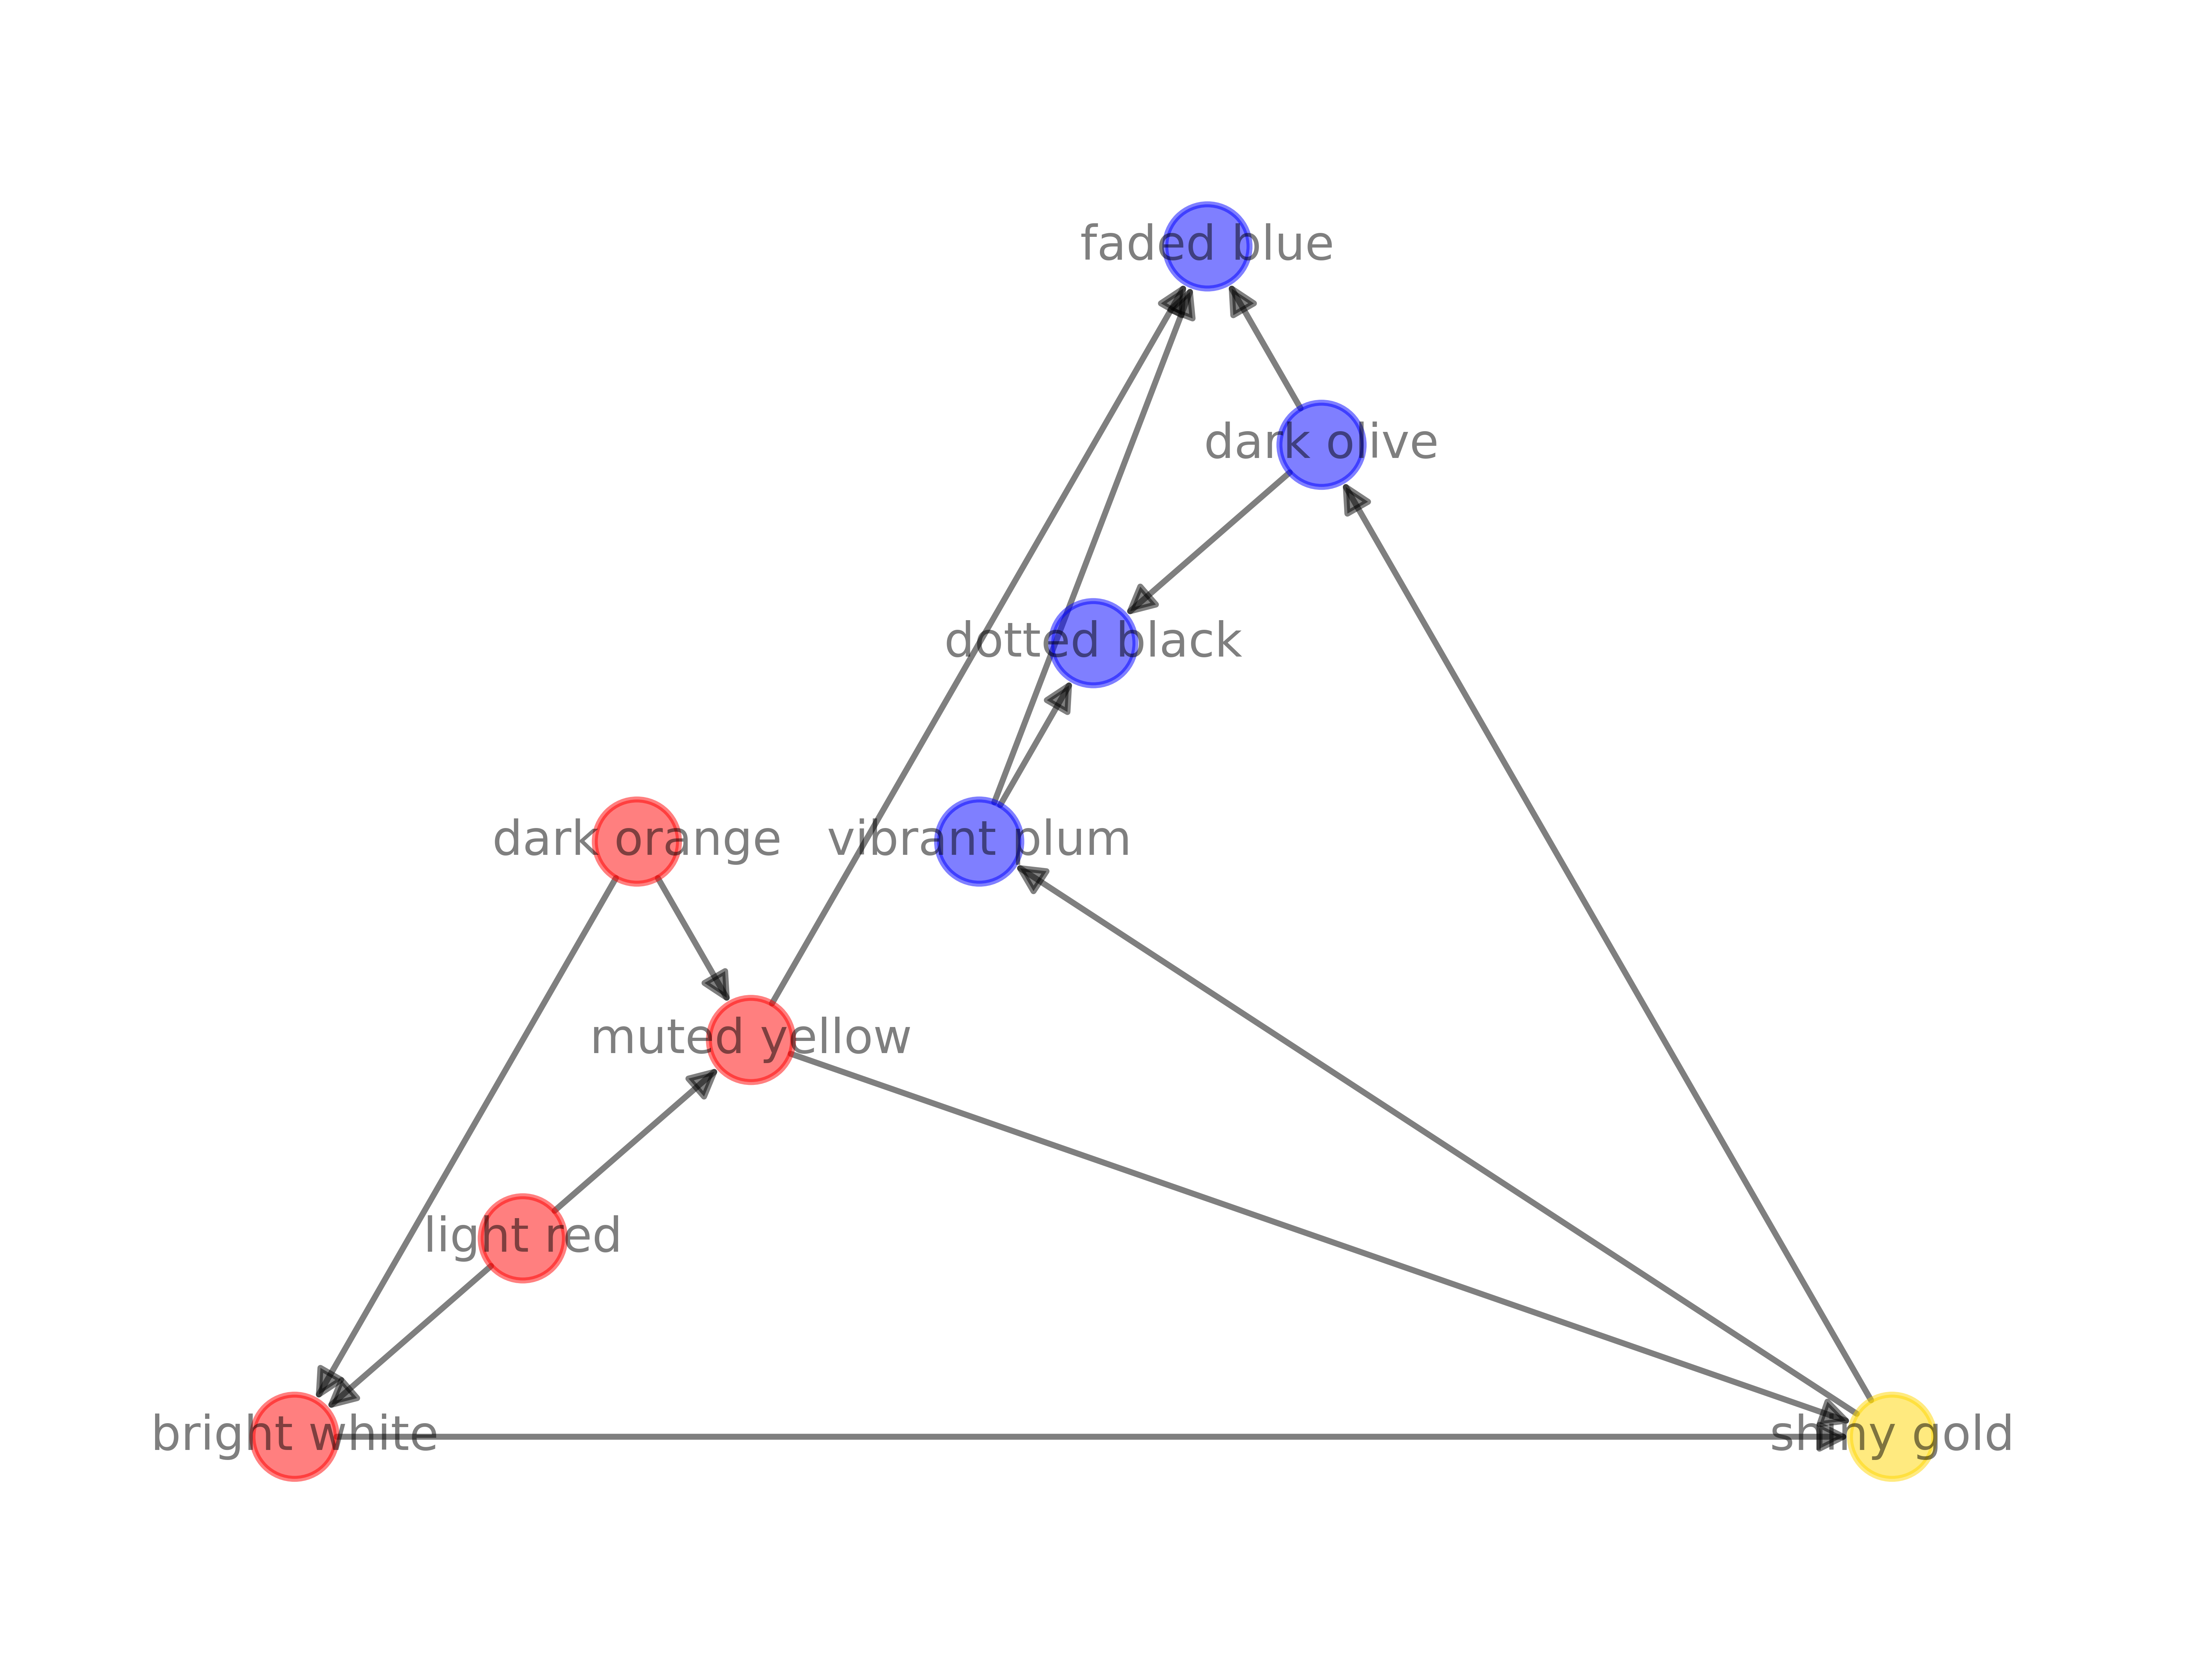 faded blue
dark olive
dotted black
dark orange
vibrant plum
muted yellow
light red
bright white
shiny gold